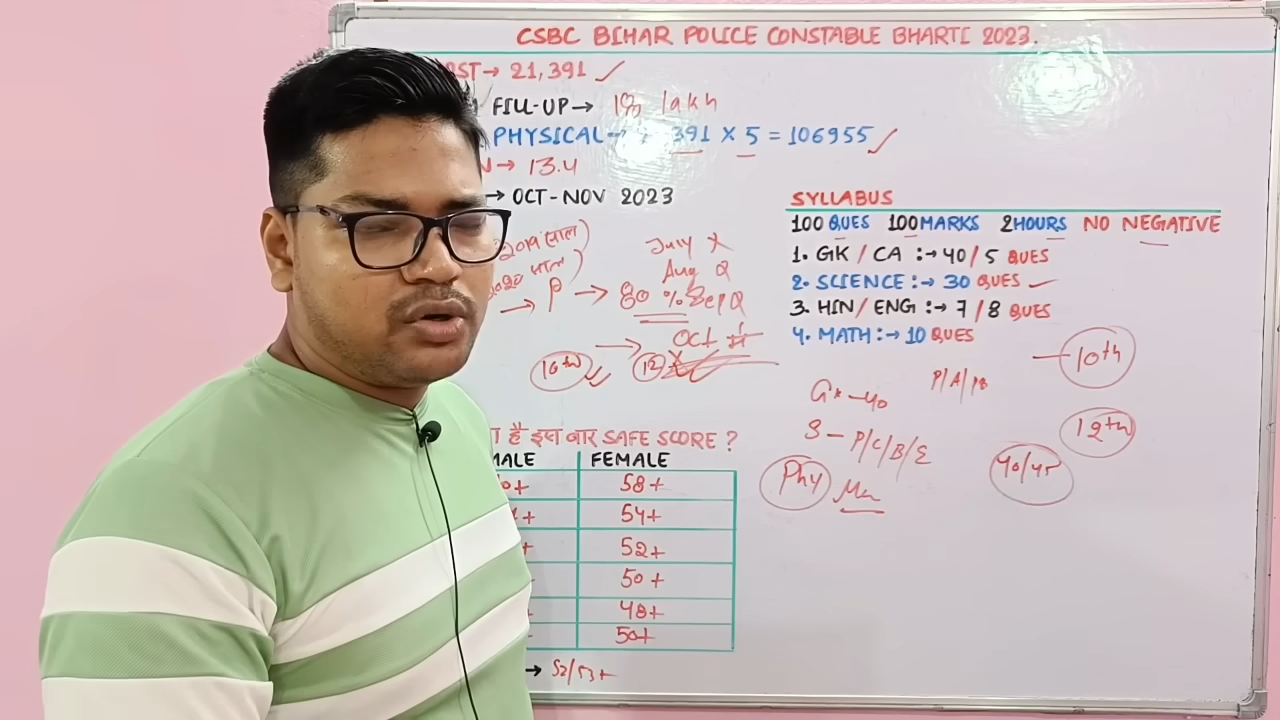 CSBC BIHAR POLICE CONSTABLE BHARTI 2023.
ST→ 21,391 ✓
FILL-UP→ lakh
PHYSICAL→ 391 X 5 = 106955 ✓
→ 13.4
→ OCT-NOV 2023
July X
Aug Q
P → 80 %
Oct
10th
12
है इस बार SAFE SCORE ?
MALE FEMALE
58+
54+
52+
50+
48+
50+
→ 52/53+
SYLLABUS
100 QUES 100 MARKS 2HOURS NO NEGATIVE
1. GK / CA :→ 40/5 QUES
2. SCIENCE :→ 30 QUES
3. HIN/ ENG :→ 7/8 QUES
4. MATH :→ 10 QUES
10th
GK - 40
S - P/C/B/E
12th
Phy
40/45